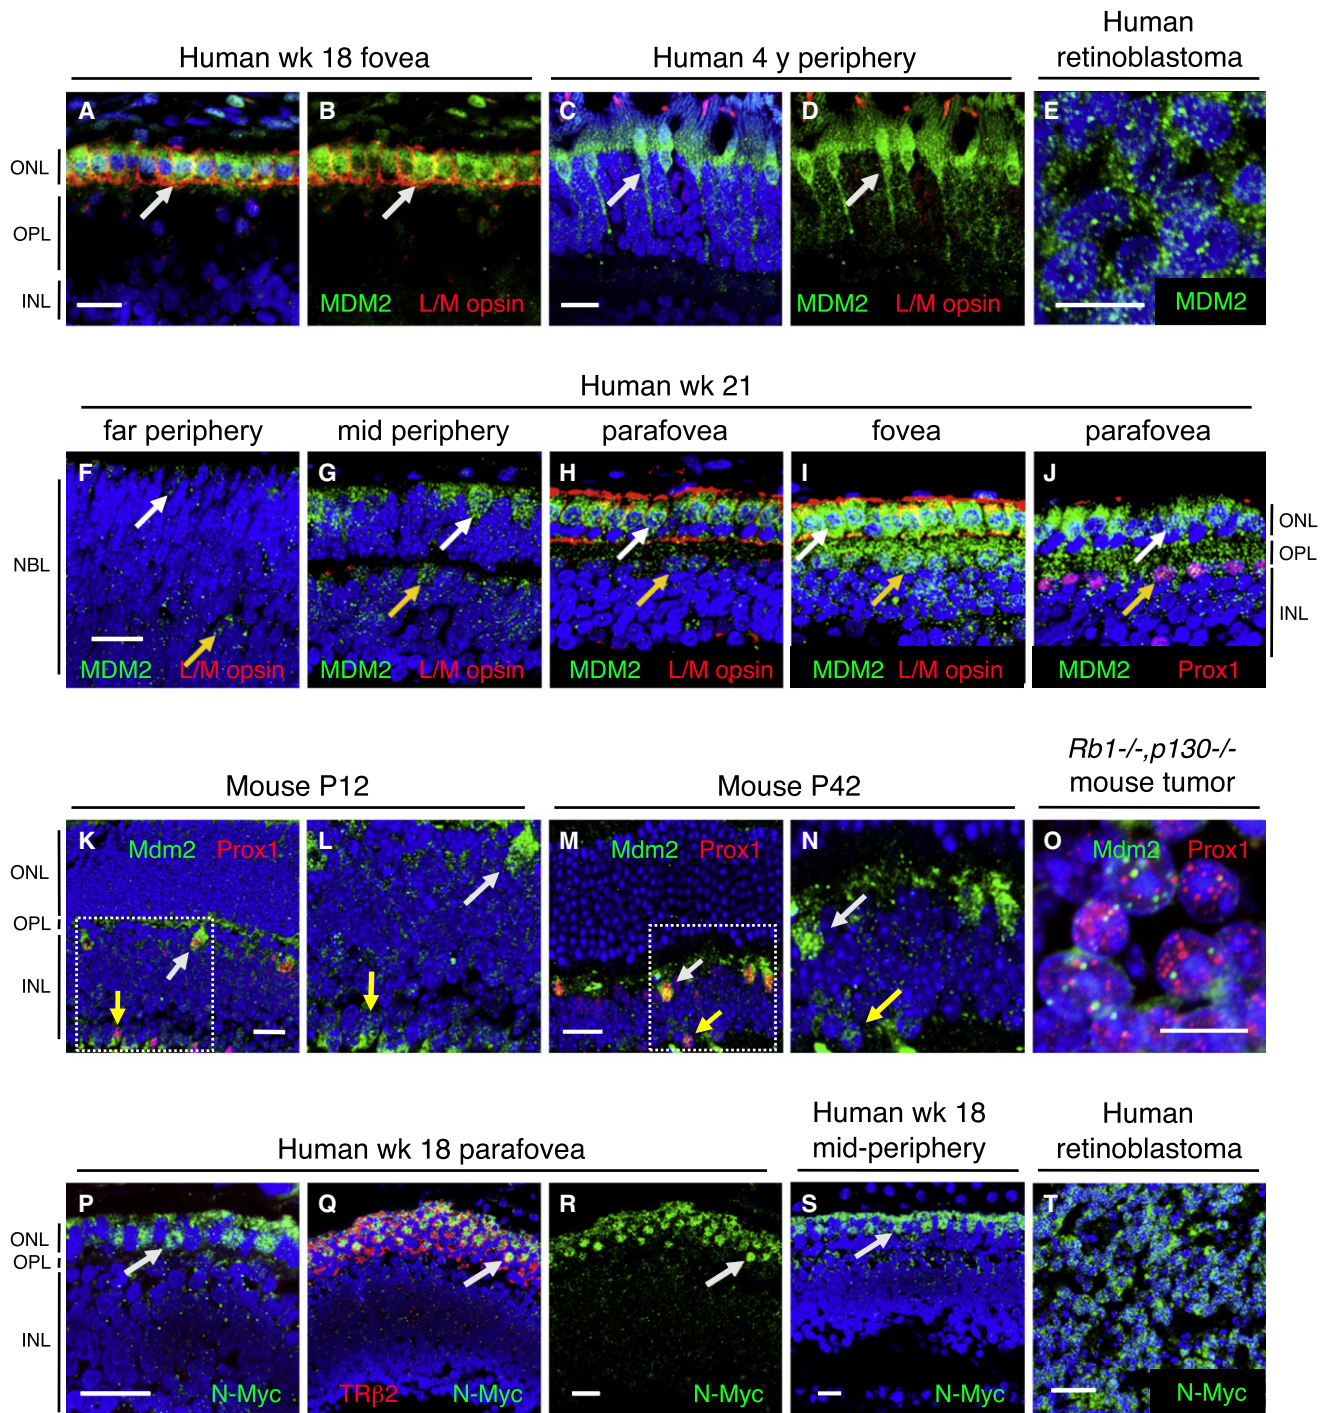 Human wk 18 fovea
Human 4 y periphery
Human
retinoblastoma
A
B
C
D
E
ONL
OPL
INL
MDM2 L/M opsin
MDM2 L/M opsin
MDM2
Human wk 21
far periphery
mid periphery
parafovea
fovea
parafovea
F
G
H
I
J
NBL
ONL
OPL
INL
MDM2 L/M opsin
MDM2 L/M opsin
MDM2 L/M opsin
MDM2 L/M opsin
MDM2 Prox1
Mouse P12
Mouse P42
Rb1-/-,p130-/-
mouse tumor
K
Mdm2 Prox1
L
M
Mdm2 Prox1
N
O
Mdm2 Prox1
ONL
OPL
INL
Human wk 18 parafovea
Human wk 18
mid-periphery
Human
retinoblastoma
P
Q
R
S
T
ONL
OPL
INL
N-Myc
TRβ2 N-Myc
N-Myc
N-Myc
N-Myc